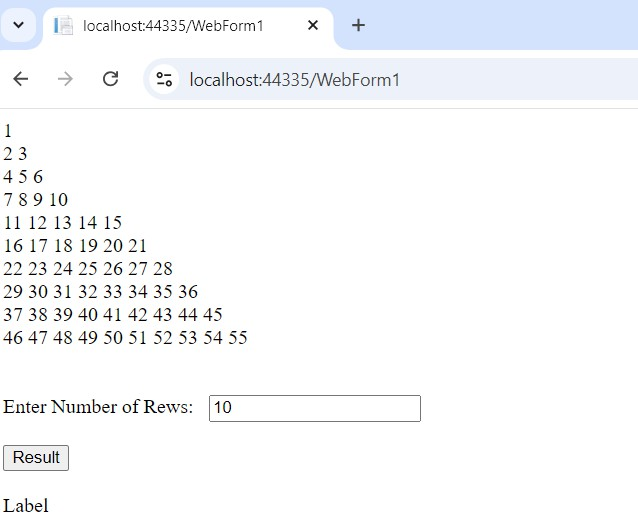 localhost:44335/WebForm1
localhost:44335/WebForm1
1
2 3
4 5 6
7 8 9 10
11 12 13 14 15
16 17 18 19 20 21
22 23 24 25 26 27 28
29 30 31 32 33 34 35 36
37 38 39 40 41 42 43 44 45
46 47 48 49 50 51 52 53 54 55
Enter Number of Rews: 10
Result
Label